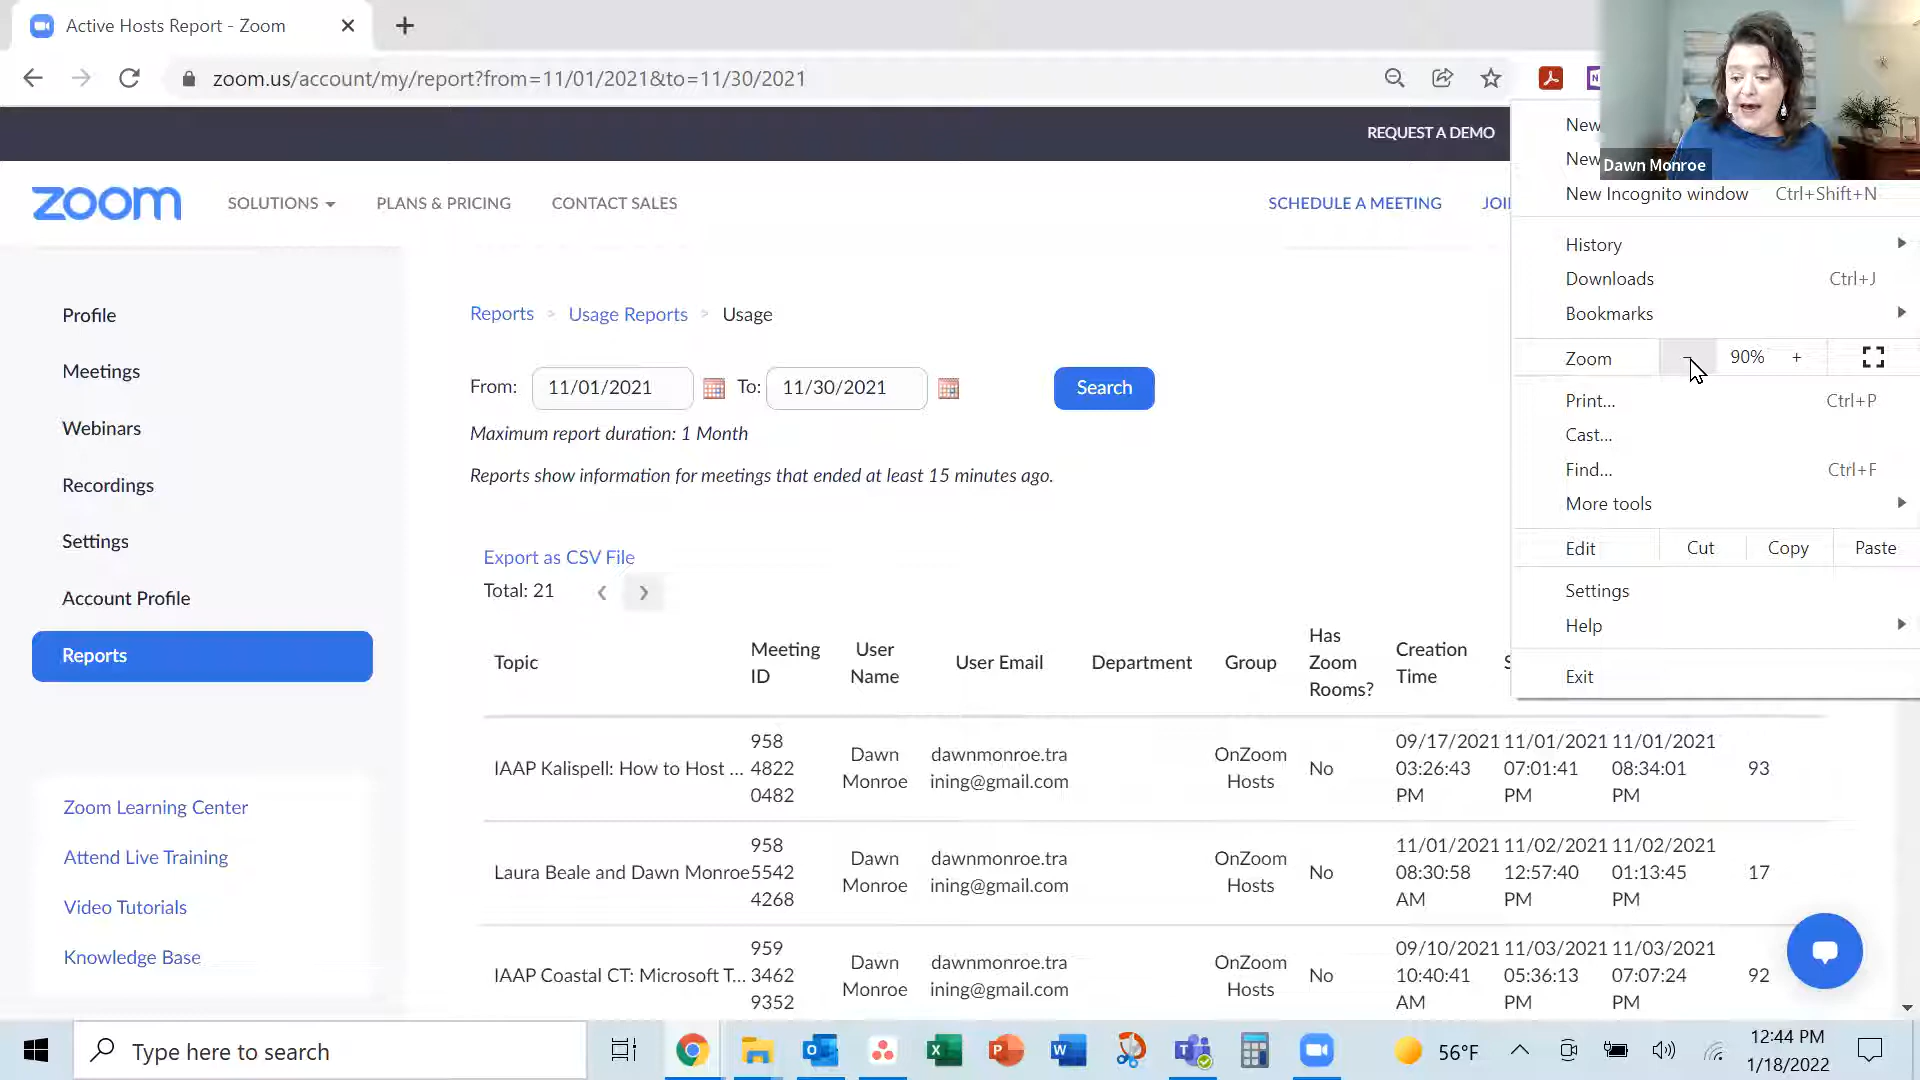 Active Hosts Report - Zoom
zoom.us/account/my/report?from=11/01/2021&to=11/30/2021
REQUEST A DEMO
zoom
SOLUTIONS
PLANS & PRICING
CONTACT SALES
SCHEDULE A MEETING
Profile
Meetings
Webinars
Recordings
Settings
Account Profile
Reports
Zoom Learning Center
Attend Live Training
Video Tutorials
Knowledge Base
Reports > Usage Reports > Usage
From: 11/01/2021 To: 11/30/2021 Search
Maximum report duration: 1 Month
Reports show information for meetings that ended at least 15 minutes ago.
Export as CSV File
Total: 21
Topic
Meeting
ID
User
Name
User Email
Department
Group
Has
Zoom
Rooms?
Creation
Time
IAAP Kalispell: How to Host ...
958
4822
0482
Dawn
Monroe
dawnmonroe.tra
ining@gmail.com
OnZoom
Hosts
No
09/17/2021
03:26:43
PM
11/01/2021
07:01:41
PM
11/01/2021
08:34:01
PM
93
Laura Beale and Dawn Monroe
958
5542
4268
Dawn
Monroe
dawnmonroe.tra
ining@gmail.com
OnZoom
Hosts
No
11/01/2021
08:30:58
AM
11/02/2021
12:57:40
PM
11/02/2021
01:13:45
PM
17
IAAP Coastal CT: Microsoft T...
959
3462
9352
Dawn
Monroe
dawnmonroe.tra
ining@gmail.com
OnZoom
Hosts
No
09/10/2021
10:40:41
AM
11/03/2021
05:36:13
PM
11/03/2021
07:07:24
PM
92
Dawn Monroe
New
New
New Incognito window Ctrl+Shift+N
History
Downloads Ctrl+J
Bookmarks
Zoom - 90% +
Print... Ctrl+P
Cast...
Find... Ctrl+F
More tools
Edit Cut Copy Paste
Settings
Help
Exit
Type here to search
56°F
12:44 PM
1/18/2022